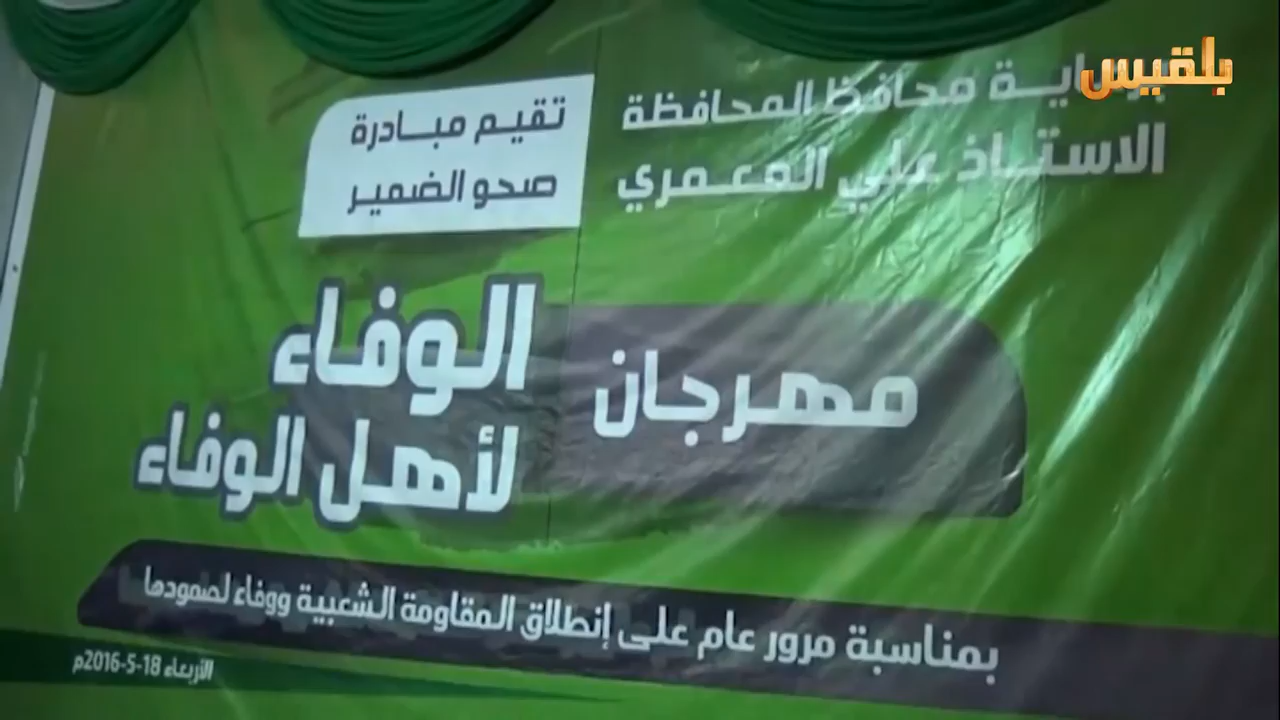 بلقيس
محافظ المحافظة
الاستاذ علي المعمري
تقيم مبادرة
صحو الضمير
مهرجان
الوفاء
لأهل الوفاء
بمناسبة مرور عام على إنطلاق المقاومة الشعبية ووفاء لصمودها
الأربعاء 18-5-2016م